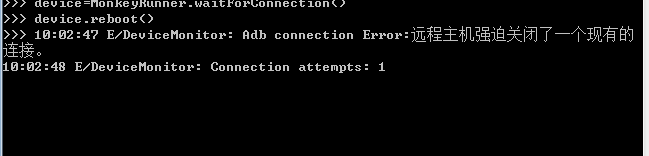 >>> device=MonkeyRunner.waitForConnection()
>>> device.reboot()
>>> 10:02:47 E/DeviceMonitor: Adb connection Error:远程主机强迫关闭了一个现有的
连接。
10:02:48 E/DeviceMonitor: Connection attempts: 1